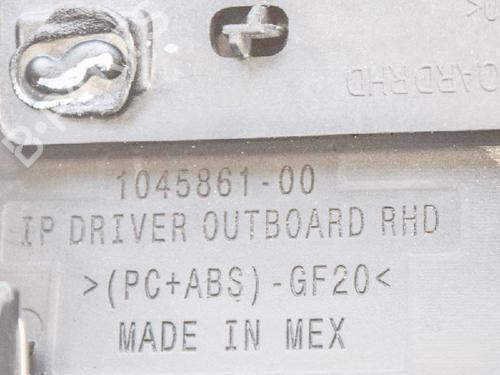 OARD RHD
1045861-00
IP DRIVER OUTBOARD RHD
>(PC+ABS)-GF20<
MADE IN MEX